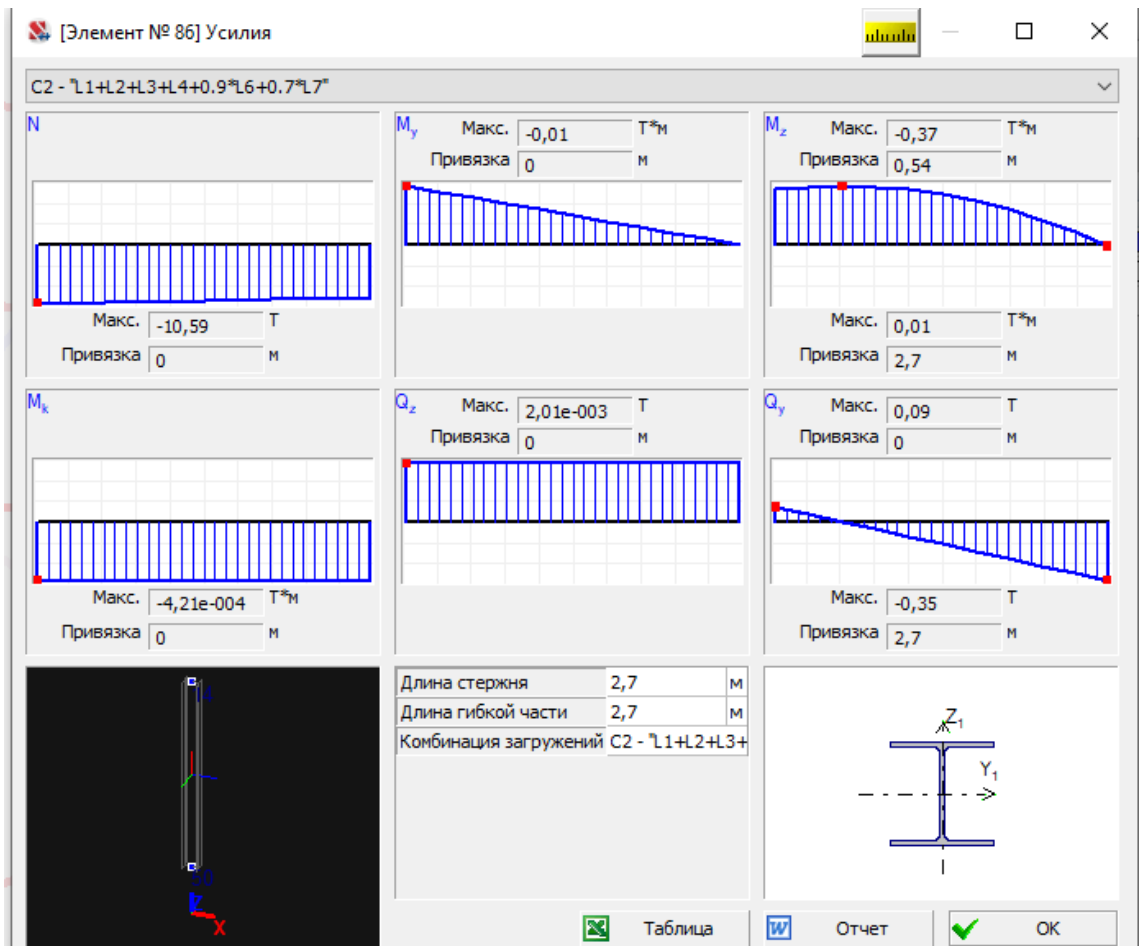 [Элемент № 86] Усилия
C2 - "L1+L2+L3+L4+0.9*L6+0.7*L7"
N
Макс. -10,59 Т
Привязка 0 м
My Макс. -0,01 Т*м
Привязка 0 м
Mz Макс. -0,37 Т*м
Привязка 0,54 м
Макс. 0,01 Т*м
Привязка 2,7 м
Mk
Макс. -4,21e-004 Т*м
Привязка 0 м
Qz Макс. 2,01e-003 Т
Привязка 0 м
Qy Макс. 0,09 Т
Привязка 0 м
Макс. -0,35 Т
Привязка 2,7 м
Z
X
Длина стержня 2,7 м
Длина гибкой части 2,7 м
Комбинация загружений C2 - "L1+L2+L3+
Z1
Y1
Таблица
W Отчет
OK